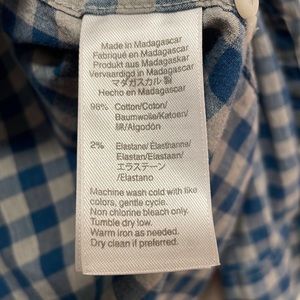 Made in Madagascar
Fabriqué en Madagascar
Produkt aus Madagaskar
Vervaardigd in Madagascar
マダガスカル 製
Hecho en Madagascar
98% Cotton/Coton/
Baumwolle/Katoen/
綿/Algodón
2% Elastane/Élasthanne/
Elastan/Elastaan/
エラステーン
/Elastano
Machine wash cold with like
colors, gentle cycle.
Non chlorine bleach only.
Tumble dry low.
Warm iron as needed.
Dry clean if preferred.